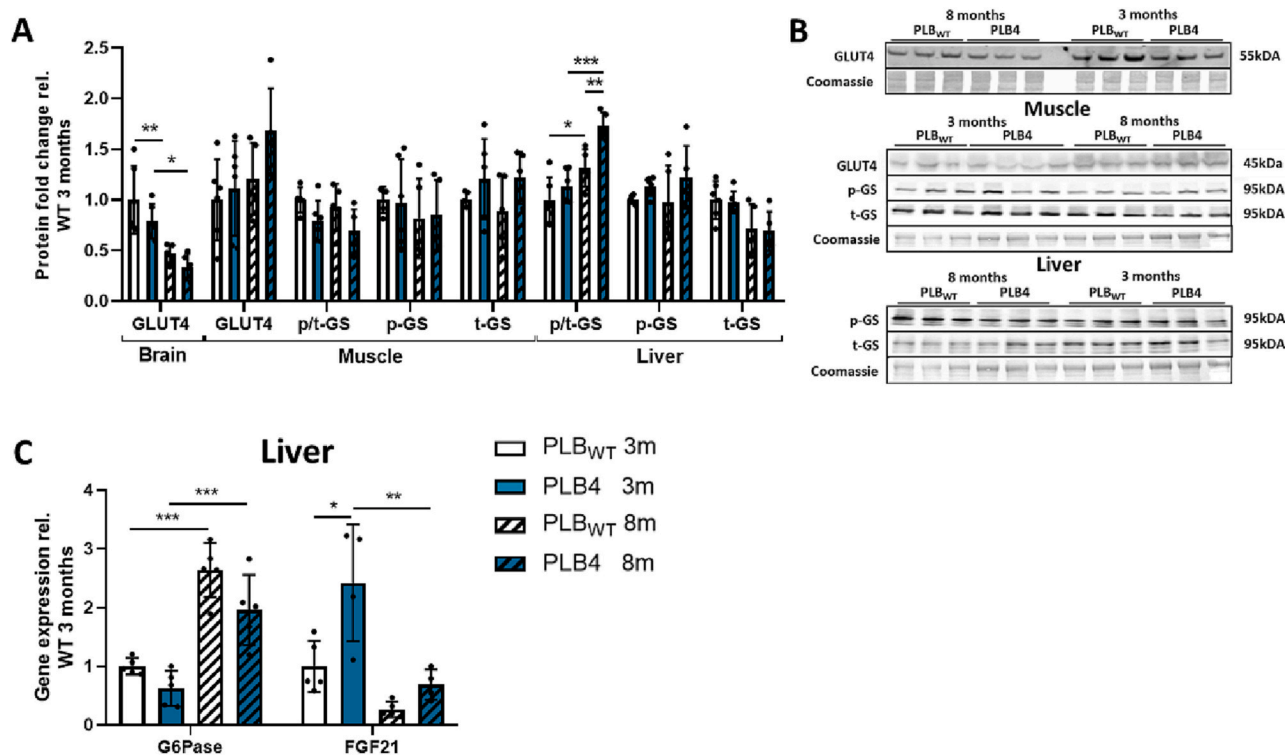 A
Protein fold change rel.
WT 3 months
2.5
2.0
1.5
1.0
0.5
0.0
**
*
*
***
**
GLUT4
GLUT4
p/t-GS
p-GS
t-GS
p/t-GS
p-GS
t-GS
Brain
Muscle
Liver
B
8 months
3 months
PLBWT
PLB4
PLBWT
PLB4
GLUT4
55kDA
Coomassie
Muscle
3 months
8 months
PLBWT
PLB4
PLBWT
PLB4
GLUT4
45kDa
p-GS
95kDA
t-GS
95kDA
Coomassie
Liver
8 months
3 months
PLBWT
PLB4
PLBWT
PLB4
p-GS
95kDA
t-GS
95kDA
Coomassie
C
Liver
Gene expression rel.
WT 3 months
4
3
2
1
0
***
***
*
**
G6Pase
FGF21
PLBWT 3m
PLB4 3m
PLBWT 8m
PLB4 8m